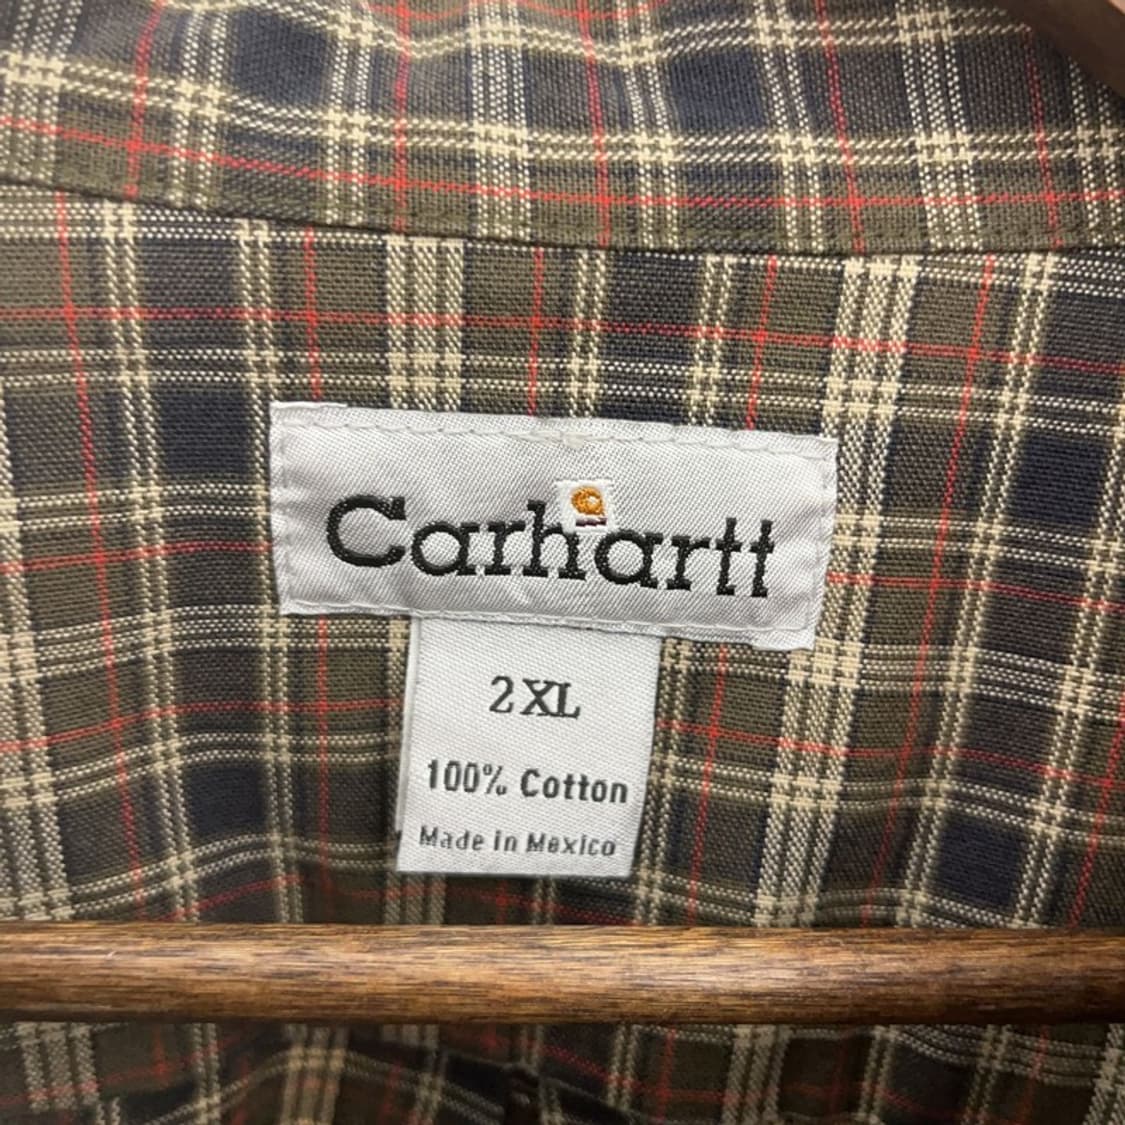 Carhartt
2XL
100% Cotton
Made in Mexico